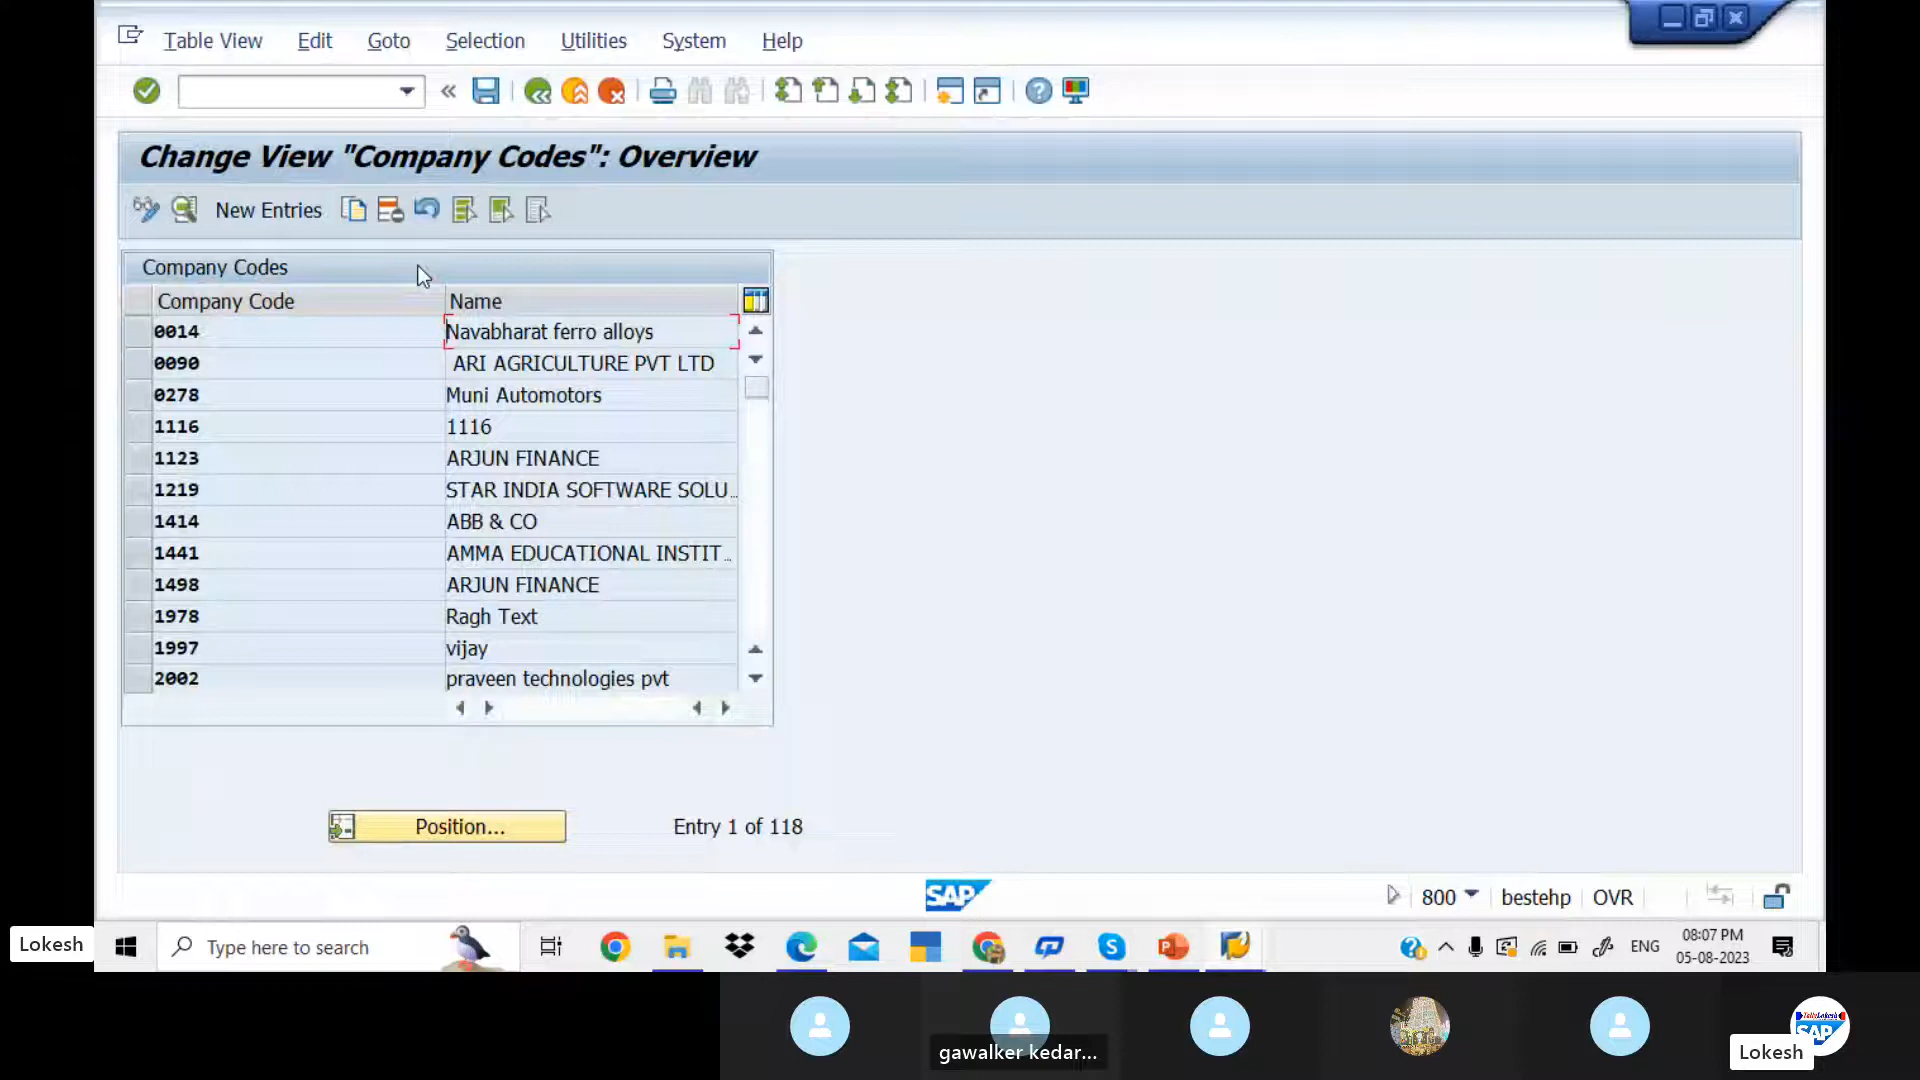 Table View Edit Goto Selection Utilities System Help
Change View "Company Codes": Overview
New Entries
Company Codes
Company Code Name
0014 Navabharat ferro alloys
0090 ARI AGRICULTURE PVT LTD
0278 Muni Automotors
1116 1116
1123 ARJUN FINANCE
1219 STAR INDIA SOFTWARE SOLU…
1414 ABB & CO
1441 AMMA EDUCATIONAL INSTIT…
1498 ARJUN FINANCE
1978 Ragh Text
1997 vijay
2002 praveen technologies pvt
Position... Entry 1 of 118
SAP 800 bestehp OVR
Lokesh Type here to search ENG 08:07 PM
05-08-2023
gawalker kedar... Lokesh
SAP